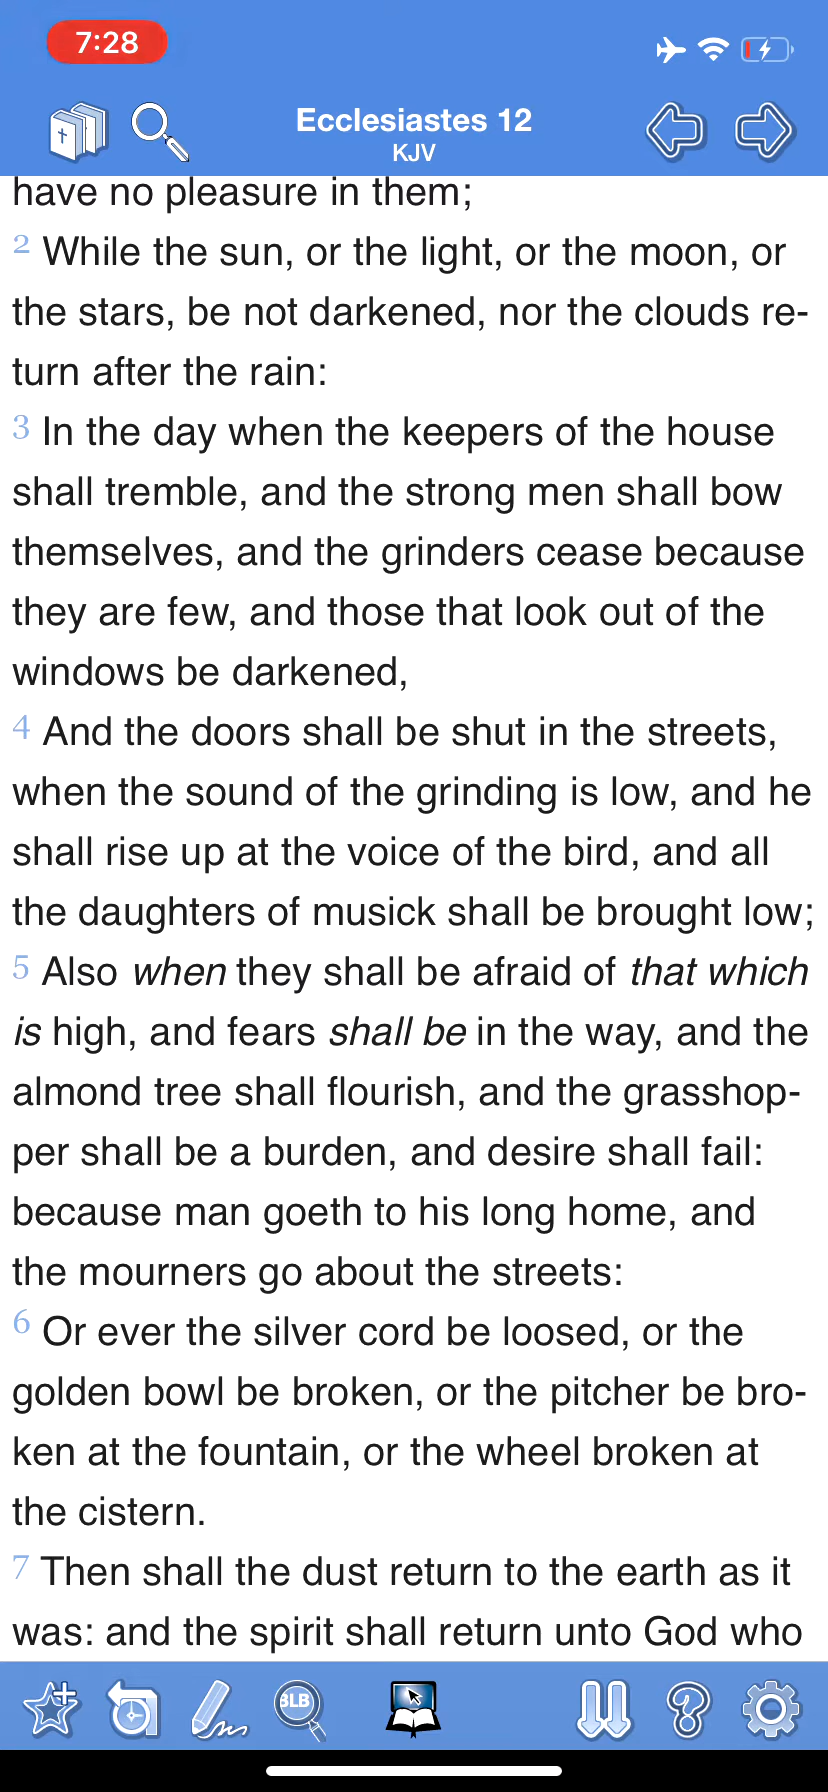 7:28
Ecclesiastes 12
KJV
have no pleasure in them;
2 While the sun, or the light, or the moon, or
the stars, be not darkened, nor the clouds re-
turn after the rain:
3 In the day when the keepers of the house
shall tremble, and the strong men shall bow
themselves, and the grinders cease because
they are few, and those that look out of the
windows be darkened,
4 And the doors shall be shut in the streets,
when the sound of the grinding is low, and he
shall rise up at the voice of the bird, and all
the daughters of musick shall be brought low;
5 Also when they shall be afraid of that which
is high, and fears shall be in the way, and the
almond tree shall flourish, and the grasshop-
per shall be a burden, and desire shall fail:
because man goeth to his long home, and
the mourners go about the streets:
6 Or ever the silver cord be loosed, or the
golden bowl be broken, or the pitcher be bro-
ken at the fountain, or the wheel broken at
the cistern.
7 Then shall the dust return to the earth as it
was: and the spirit shall return unto God who
BLB